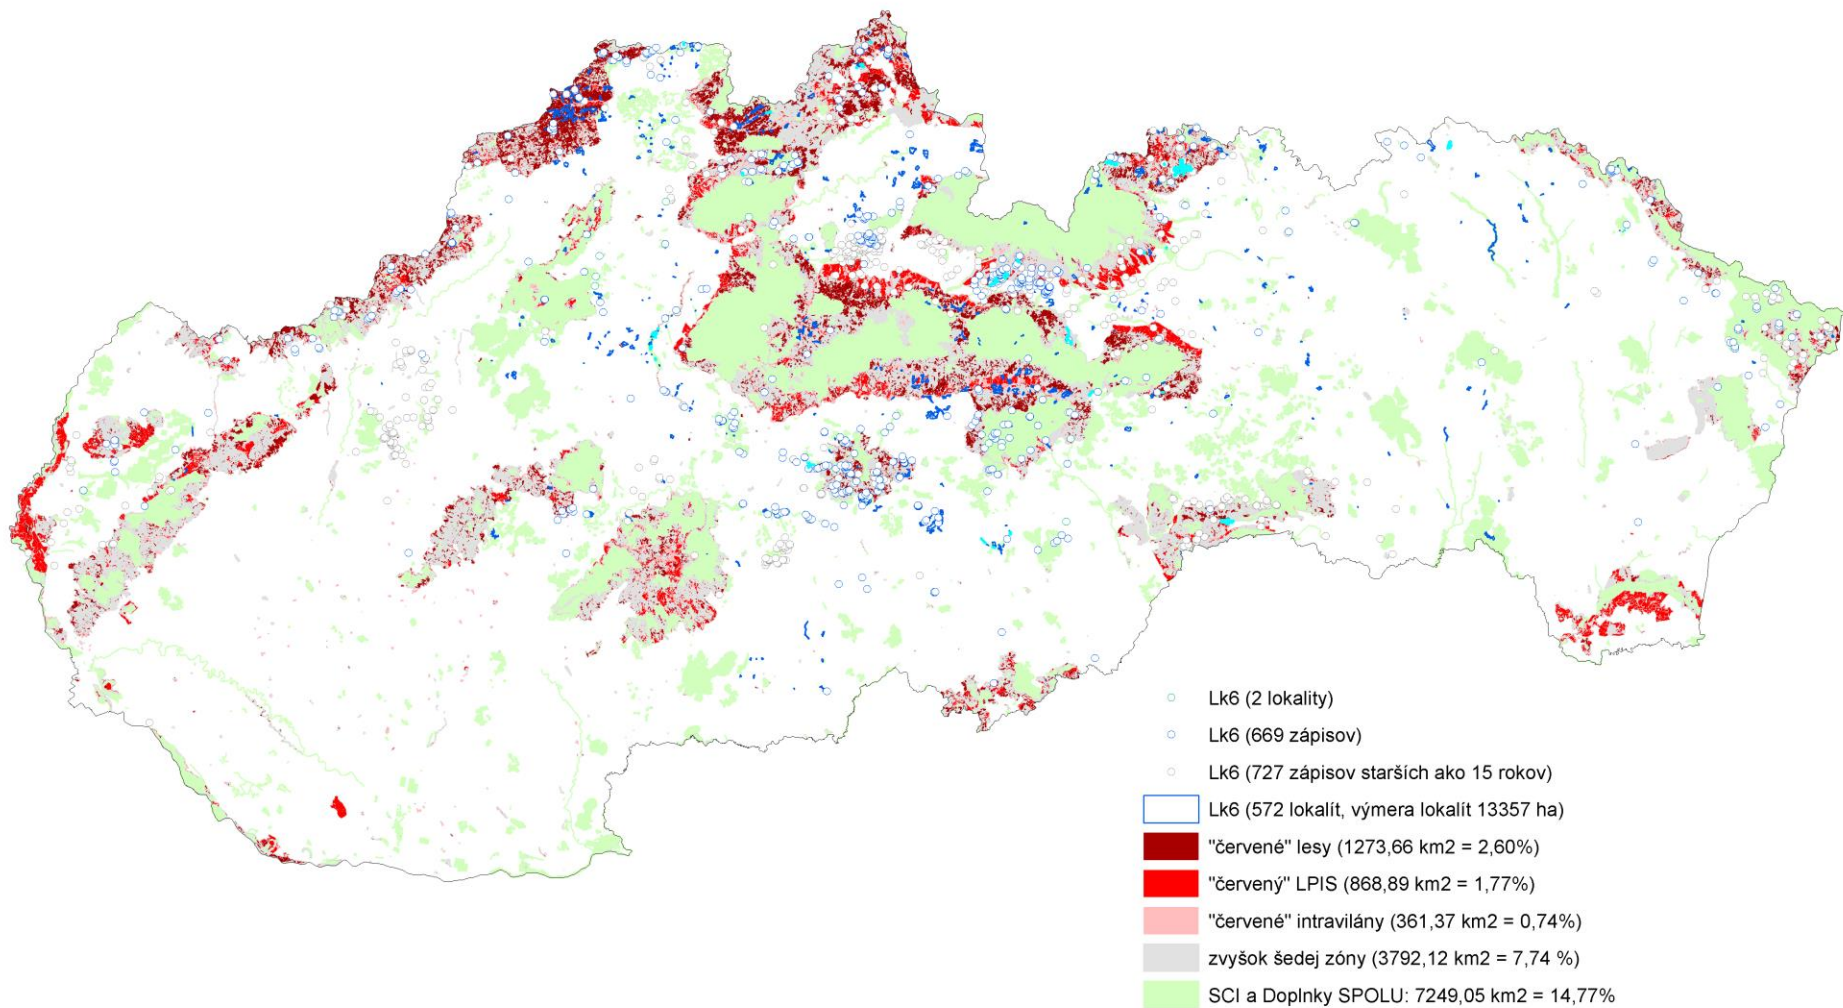 Lk6 (2 lokality)
Lk6 (669 zápisov)
Lk6 (727 zápisov starších ako 15 rokov)
Lk6 (572 lokalít, výmera lokalít 13357 ha)
"červené" lesy (1273,66 km2 = 2,60%)
"červený" LPIS (868,89 km2 = 1,77%)
"červené" intravilány (361,37 km2 = 0,74%)
zvyšok šedej zóny (3792,12 km2 = 7,74 %)
SCI a Doplnky SPOLU: 7249,05 km2 = 14,77%